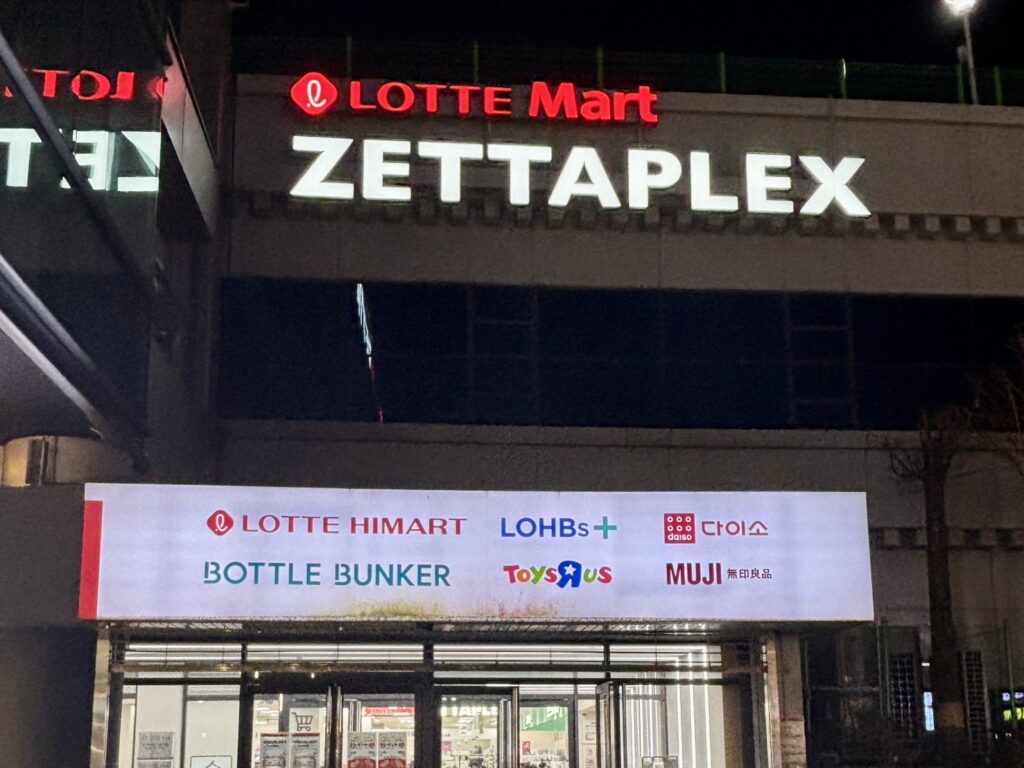 LOTTE Mart
ZETTAPLEX
LOTTE HIMART LOHBs+ daiso 다이소
BOTTLE BUNKER TOYSRUS MUJI 無印良品